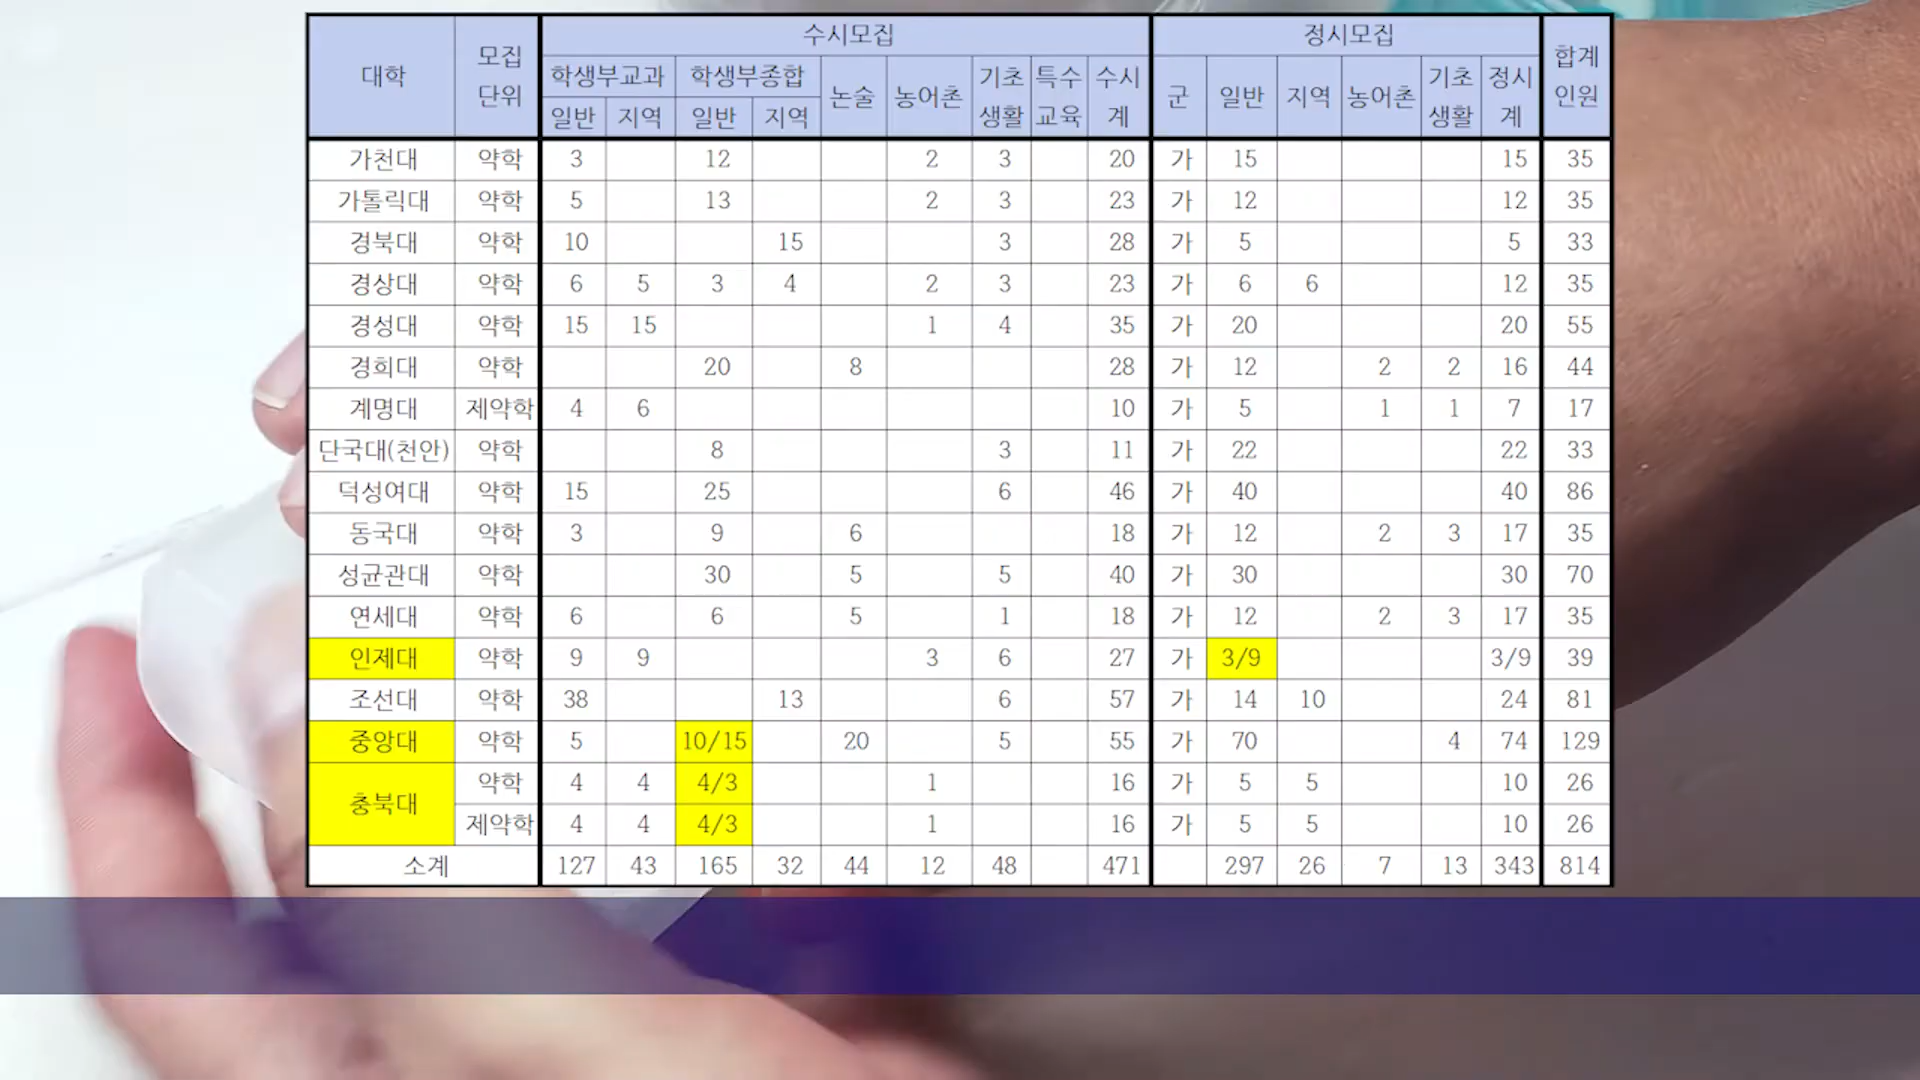 대학 모집 단위 수시모집 정시모집 합계 인원
학생부교과 학생부종합 논술 농어촌 기초 생활 특수 교육 수시 계 군 일반 지역 농어촌 기초 생활 정시 계
일반 지역 일반 지역
가천대 약학 3 12 2 3 20 가 15 15 35
가톨릭대 약학 5 13 2 3 23 가 12 12 35
경북대 약학 10 15 3 28 가 5 5 33
경상대 약학 6 5 3 4 2 3 23 가 6 6 12 35
경성대 약학 15 15 1 4 35 가 20 20 55
경희대 약학 20 8 28 가 12 2 2 16 44
계명대 제약학 4 6 10 가 5 1 1 7 17
단국대(천안) 약학 8 3 11 가 22 22 33
덕성여대 약학 15 25 6 46 가 40 40 86
동국대 약학 3 9 6 18 가 12 2 3 17 35
성균관대 약학 30 5 5 40 가 30 30 70
연세대 약학 6 6 5 1 18 가 12 2 3 17 35
인제대 약학 9 9 3 6 27 가 3/9 3/9 39
조선대 약학 38 13 6 57 가 14 10 24 81
중앙대 약학 5 10/15 20 5 55 가 70 4 74 129
충북대 약학 4 4 4/3 1 16 가 5 5 10 26
제약학 4 4 4/3 1 16 가 5 5 10 26
소계 127 43 165 32 44 12 48 471 297 26 7 13 343 814